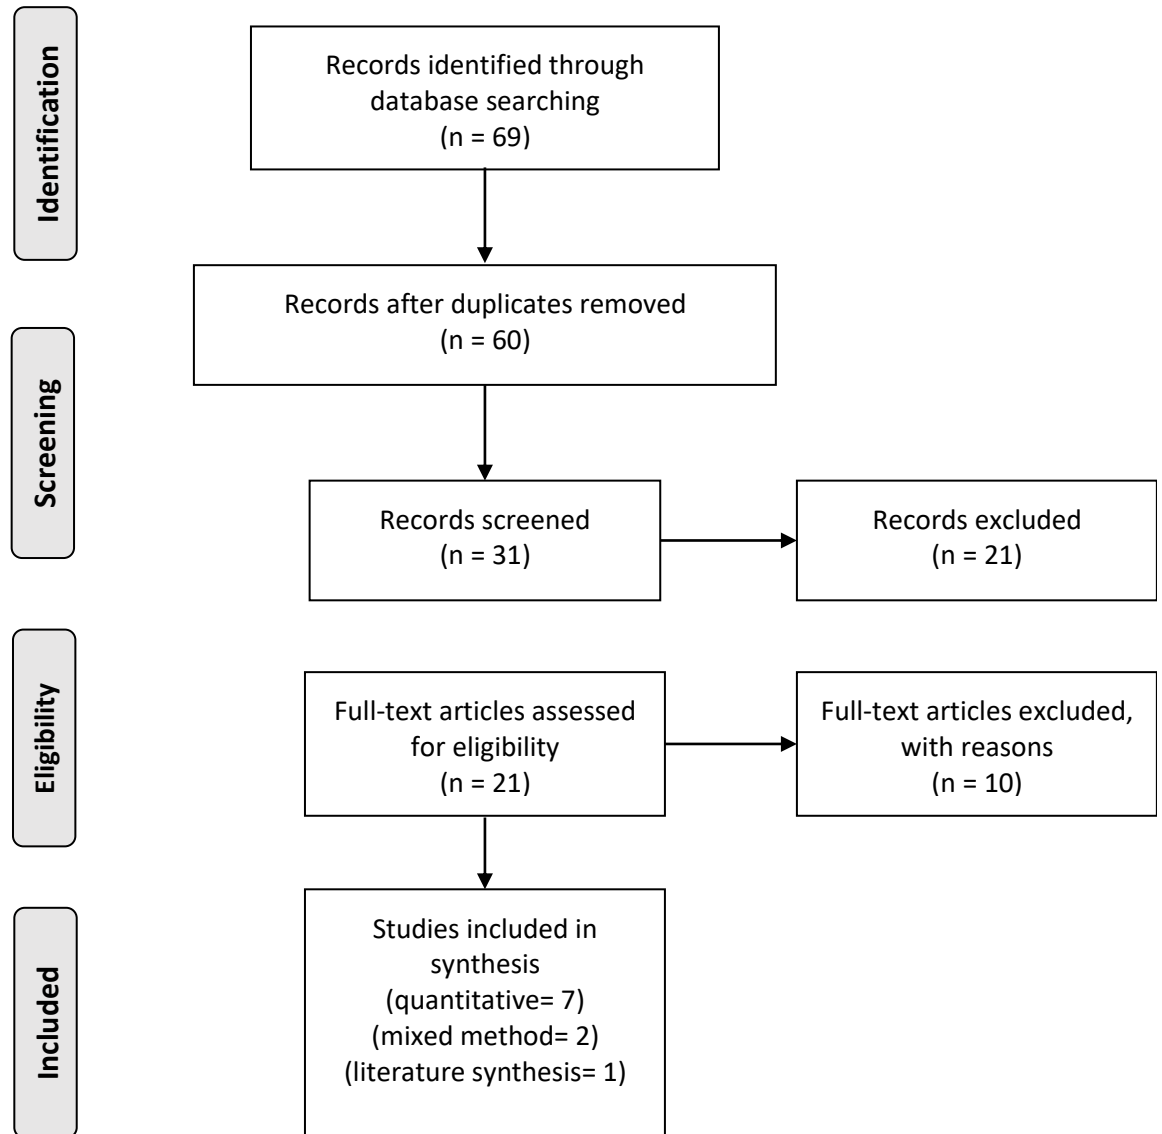 Identification
Records identified through
database searching
(n = 69)
Records after duplicates removed
(n = 60)
Screening
Records screened
(n = 31)
Records excluded
(n = 21)
Eligibility
Full-text articles assessed
for eligibility
(n = 21)
Full-text articles excluded,
with reasons
(n = 10)
Included
Studies included in
synthesis
(quantitative= 7)
(mixed method= 2)
(literature synthesis= 1)